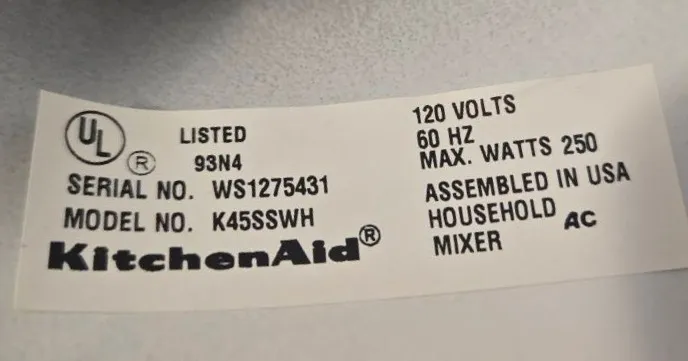 UL
®
LISTED
93N4
SERIAL NO. WS1275431
MODEL NO. K45SSWH
KitchenAid®
120 VOLTS
60 HZ
MAX. WATTS 250
ASSEMBLED IN USA
HOUSEHOLD AC
MIXER